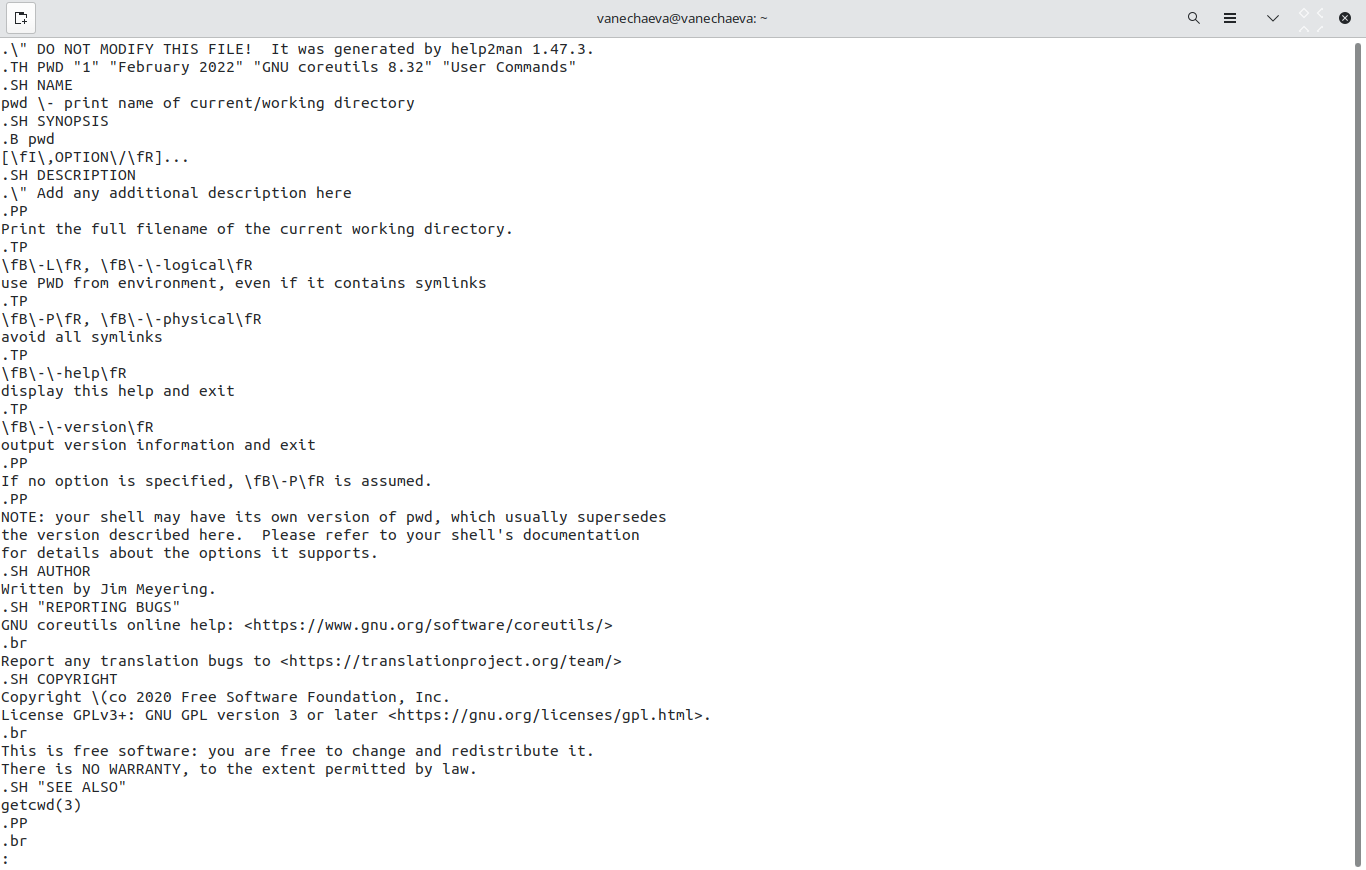 vanechaeva@vanechaeva: ~
.\" DO NOT MODIFY THIS FILE!  It was generated by help2man 1.47.3.
.TH PWD "1" "February 2022" "GNU coreutils 8.32" "User Commands"
.SH NAME
pwd \- print name of current/working directory
.SH SYNOPSIS
.B pwd
[\fI\,OPTION\/\fR]...
.SH DESCRIPTION
.\" Add any additional description here
.PP
Print the full filename of the current working directory.
.TP
\fB\-L\fR, \fB\-\-logical\fR
use PWD from environment, even if it contains symlinks
.TP
\fB\-P\fR, \fB\-\-physical\fR
avoid all symlinks
.TP
\fB\-\-help\fR
display this help and exit
.TP
\fB\-\-version\fR
output version information and exit
.PP
If no option is specified, \fB\-P\fR is assumed.
.PP
NOTE: your shell may have its own version of pwd, which usually supersedes
the version described here.  Please refer to your shell's documentation
for details about the options it supports.
.SH AUTHOR
Written by Jim Meyering.
.SH "REPORTING BUGS"
GNU coreutils online help: <https://www.gnu.org/software/coreutils/>
.br
Report any translation bugs to <https://translationproject.org/team/>
.SH COPYRIGHT
Copyright \(co 2020 Free Software Foundation, Inc.
License GPLv3+: GNU GPL version 3 or later <https://gnu.org/licenses/gpl.html>.
.br
This is free software: you are free to change and redistribute it.
There is NO WARRANTY, to the extent permitted by law.
.SH "SEE ALSO"
getcwd(3)
.PP
.br
: